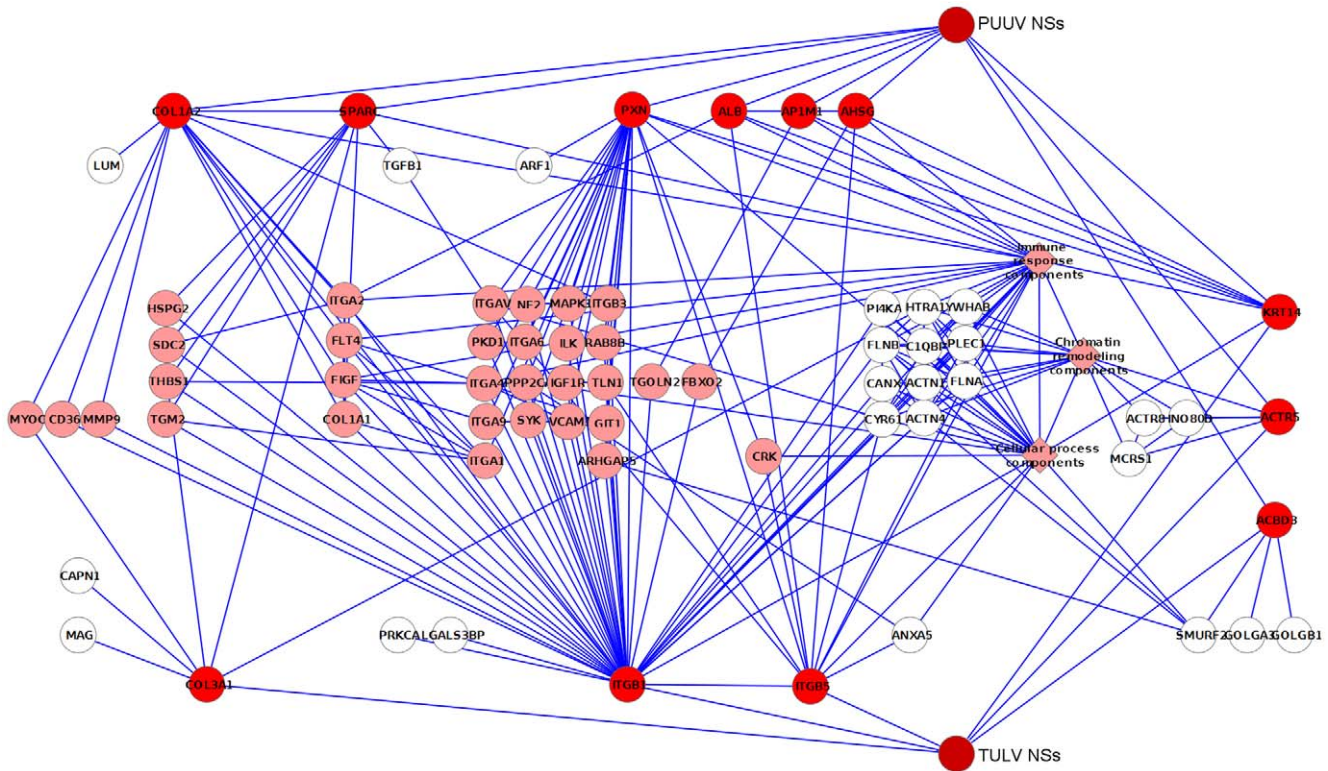 PUUV NSs
COL1A2
SPARC
PXN
ALB
AP1M1
AHSG
LUM
TGFB1
ARF1
Immune
response
components
HSPG2
ITGA2
ITGAV
NF2
MAPK3
ITGB3
PI4KA
HTRA1
YWHAB
KRT14
SDC2
FLT4
PKD1
ITGA6
ILK
RAB8B
FLNB
C1QBP
PLEC1
Chromatin
remodeling
components
THBS1
FIGF
ITGA4
PPP2CA
IGF1R
TLN1
TGOLN2
FBXO2
CANX
ACTN1
FLNA
MYOC
CD36
MMP9
TGM2
COL1A1
ITGA9
SYK
VCAM1
GIT1
CYR61
ACTN4
ACTR8
INO80B
ACTR5
ITGA1
ARHGAP5
CRK
Cellular process
components
MCRS1
ACBD3
CAPN1
MAG
PRKCA
LGALS3BP
ANXA5
SMURF2
GOLGA3
GOLGB1
COL3A1
ITGB1
ITGB5
TULV NSs